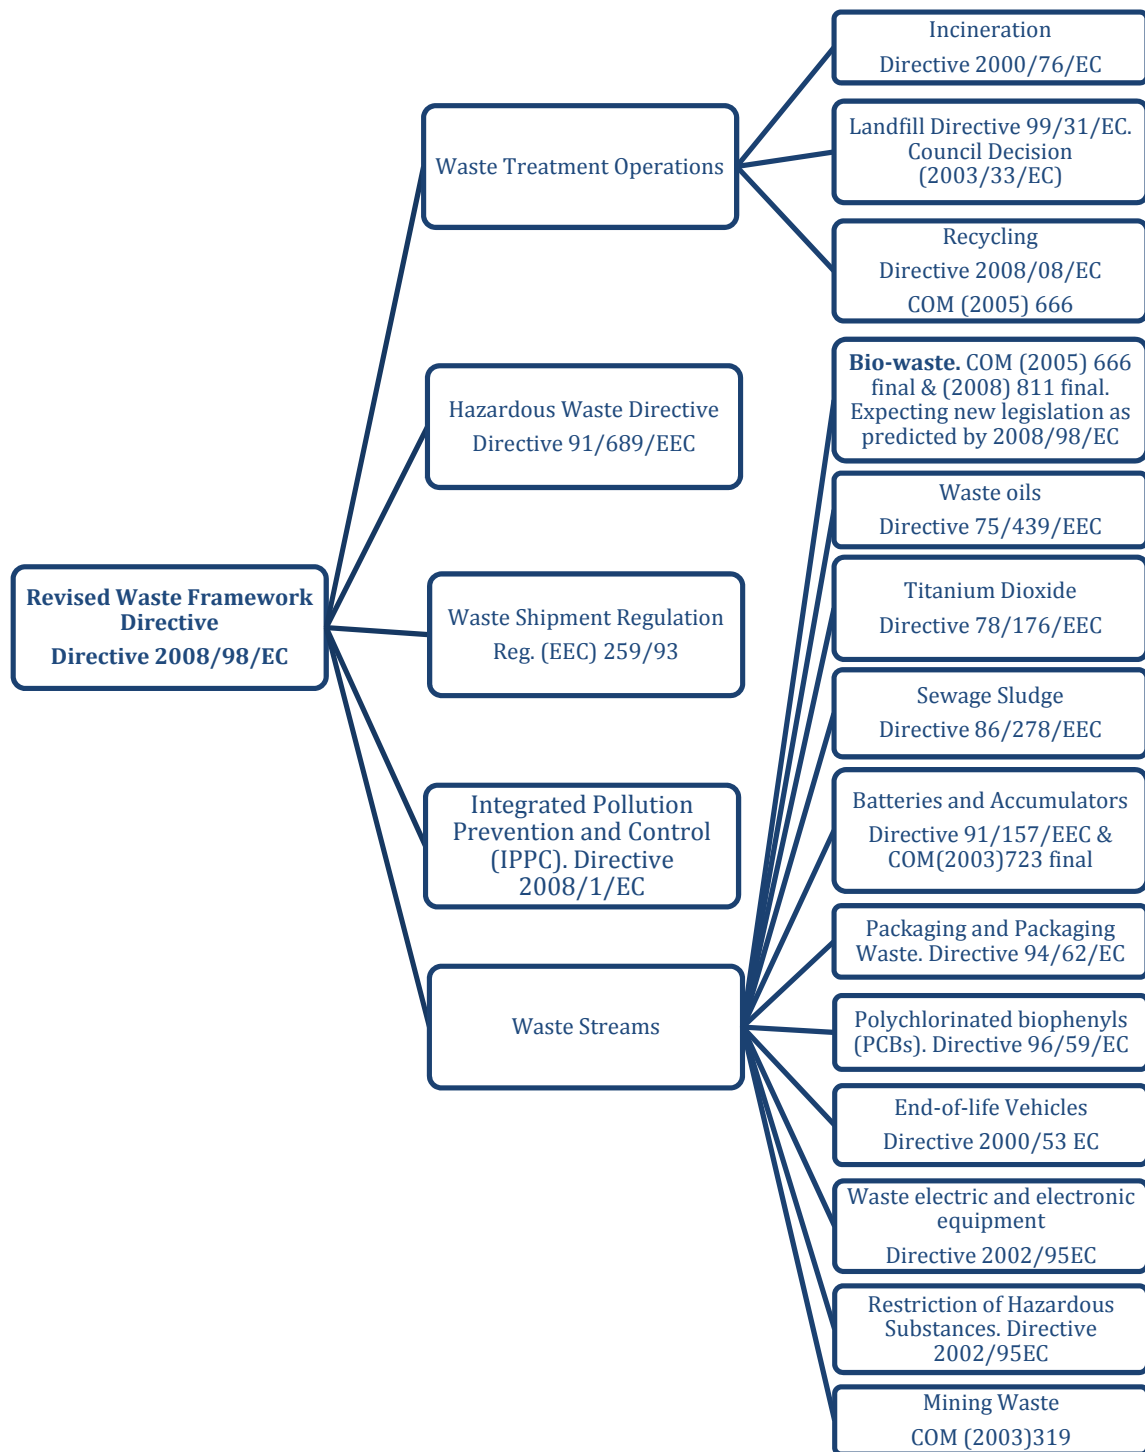 Revised Waste Framework
Directive
Directive 2008/98/EC
Waste Treatment Operations
Hazardous Waste Directive
Directive 91/689/EEC
Waste Shipment Regulation
Reg. (EEC) 259/93
Integrated Pollution
Prevention and Control
(IPPC). Directive
2008/1/EC
Waste Streams
Incineration
Directive 2000/76/EC
Landfill Directive 99/31/EC.
Council Decision
(2003/33/EC)
Recycling
Directive 2008/08/EC
COM (2005) 666
Bio-waste. COM (2005) 666
final & (2008) 811 final.
Expecting new legislation as
predicted by 2008/98/EC
Waste oils
Directive 75/439/EEC
Titanium Dioxide
Directive 78/176/EEC
Sewage Sludge
Directive 86/278/EEC
Batteries and Accumulators
Directive 91/157/EEC &
COM(2003)723 final
Packaging and Packaging
Waste. Directive 94/62/EC
Polychlorinated biophenyls
(PCBs). Directive 96/59/EC
End-of-life Vehicles
Directive 2000/53 EC
Waste electric and electronic
equipment
Directive 2002/95EC
Restriction of Hazardous
Substances. Directive
2002/95EC
Mining Waste
COM (2003)319